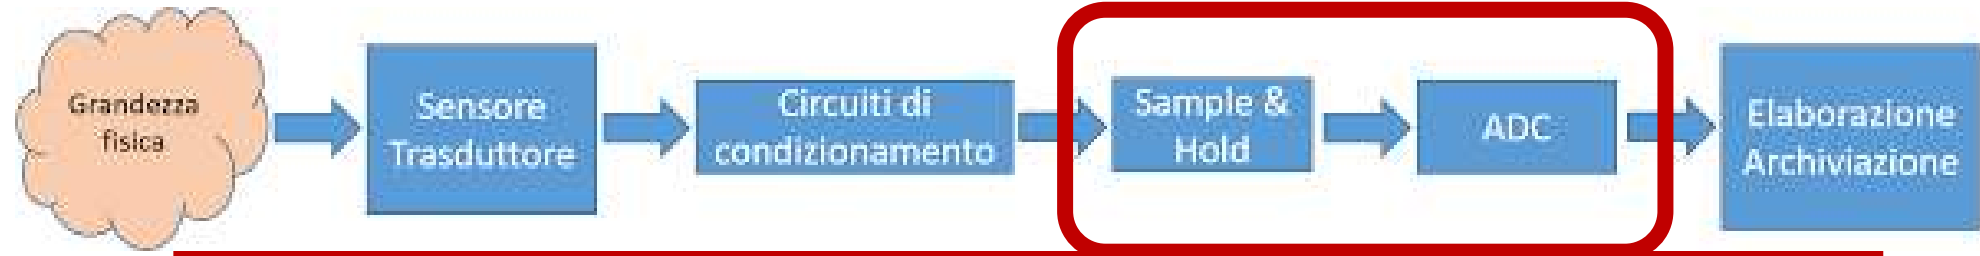 Grandezza
fisica
Sensore
Trasduttore
Circuiti di
condizionamento
Sample &
Hold
ADC
Elaborazione
Archiviazione